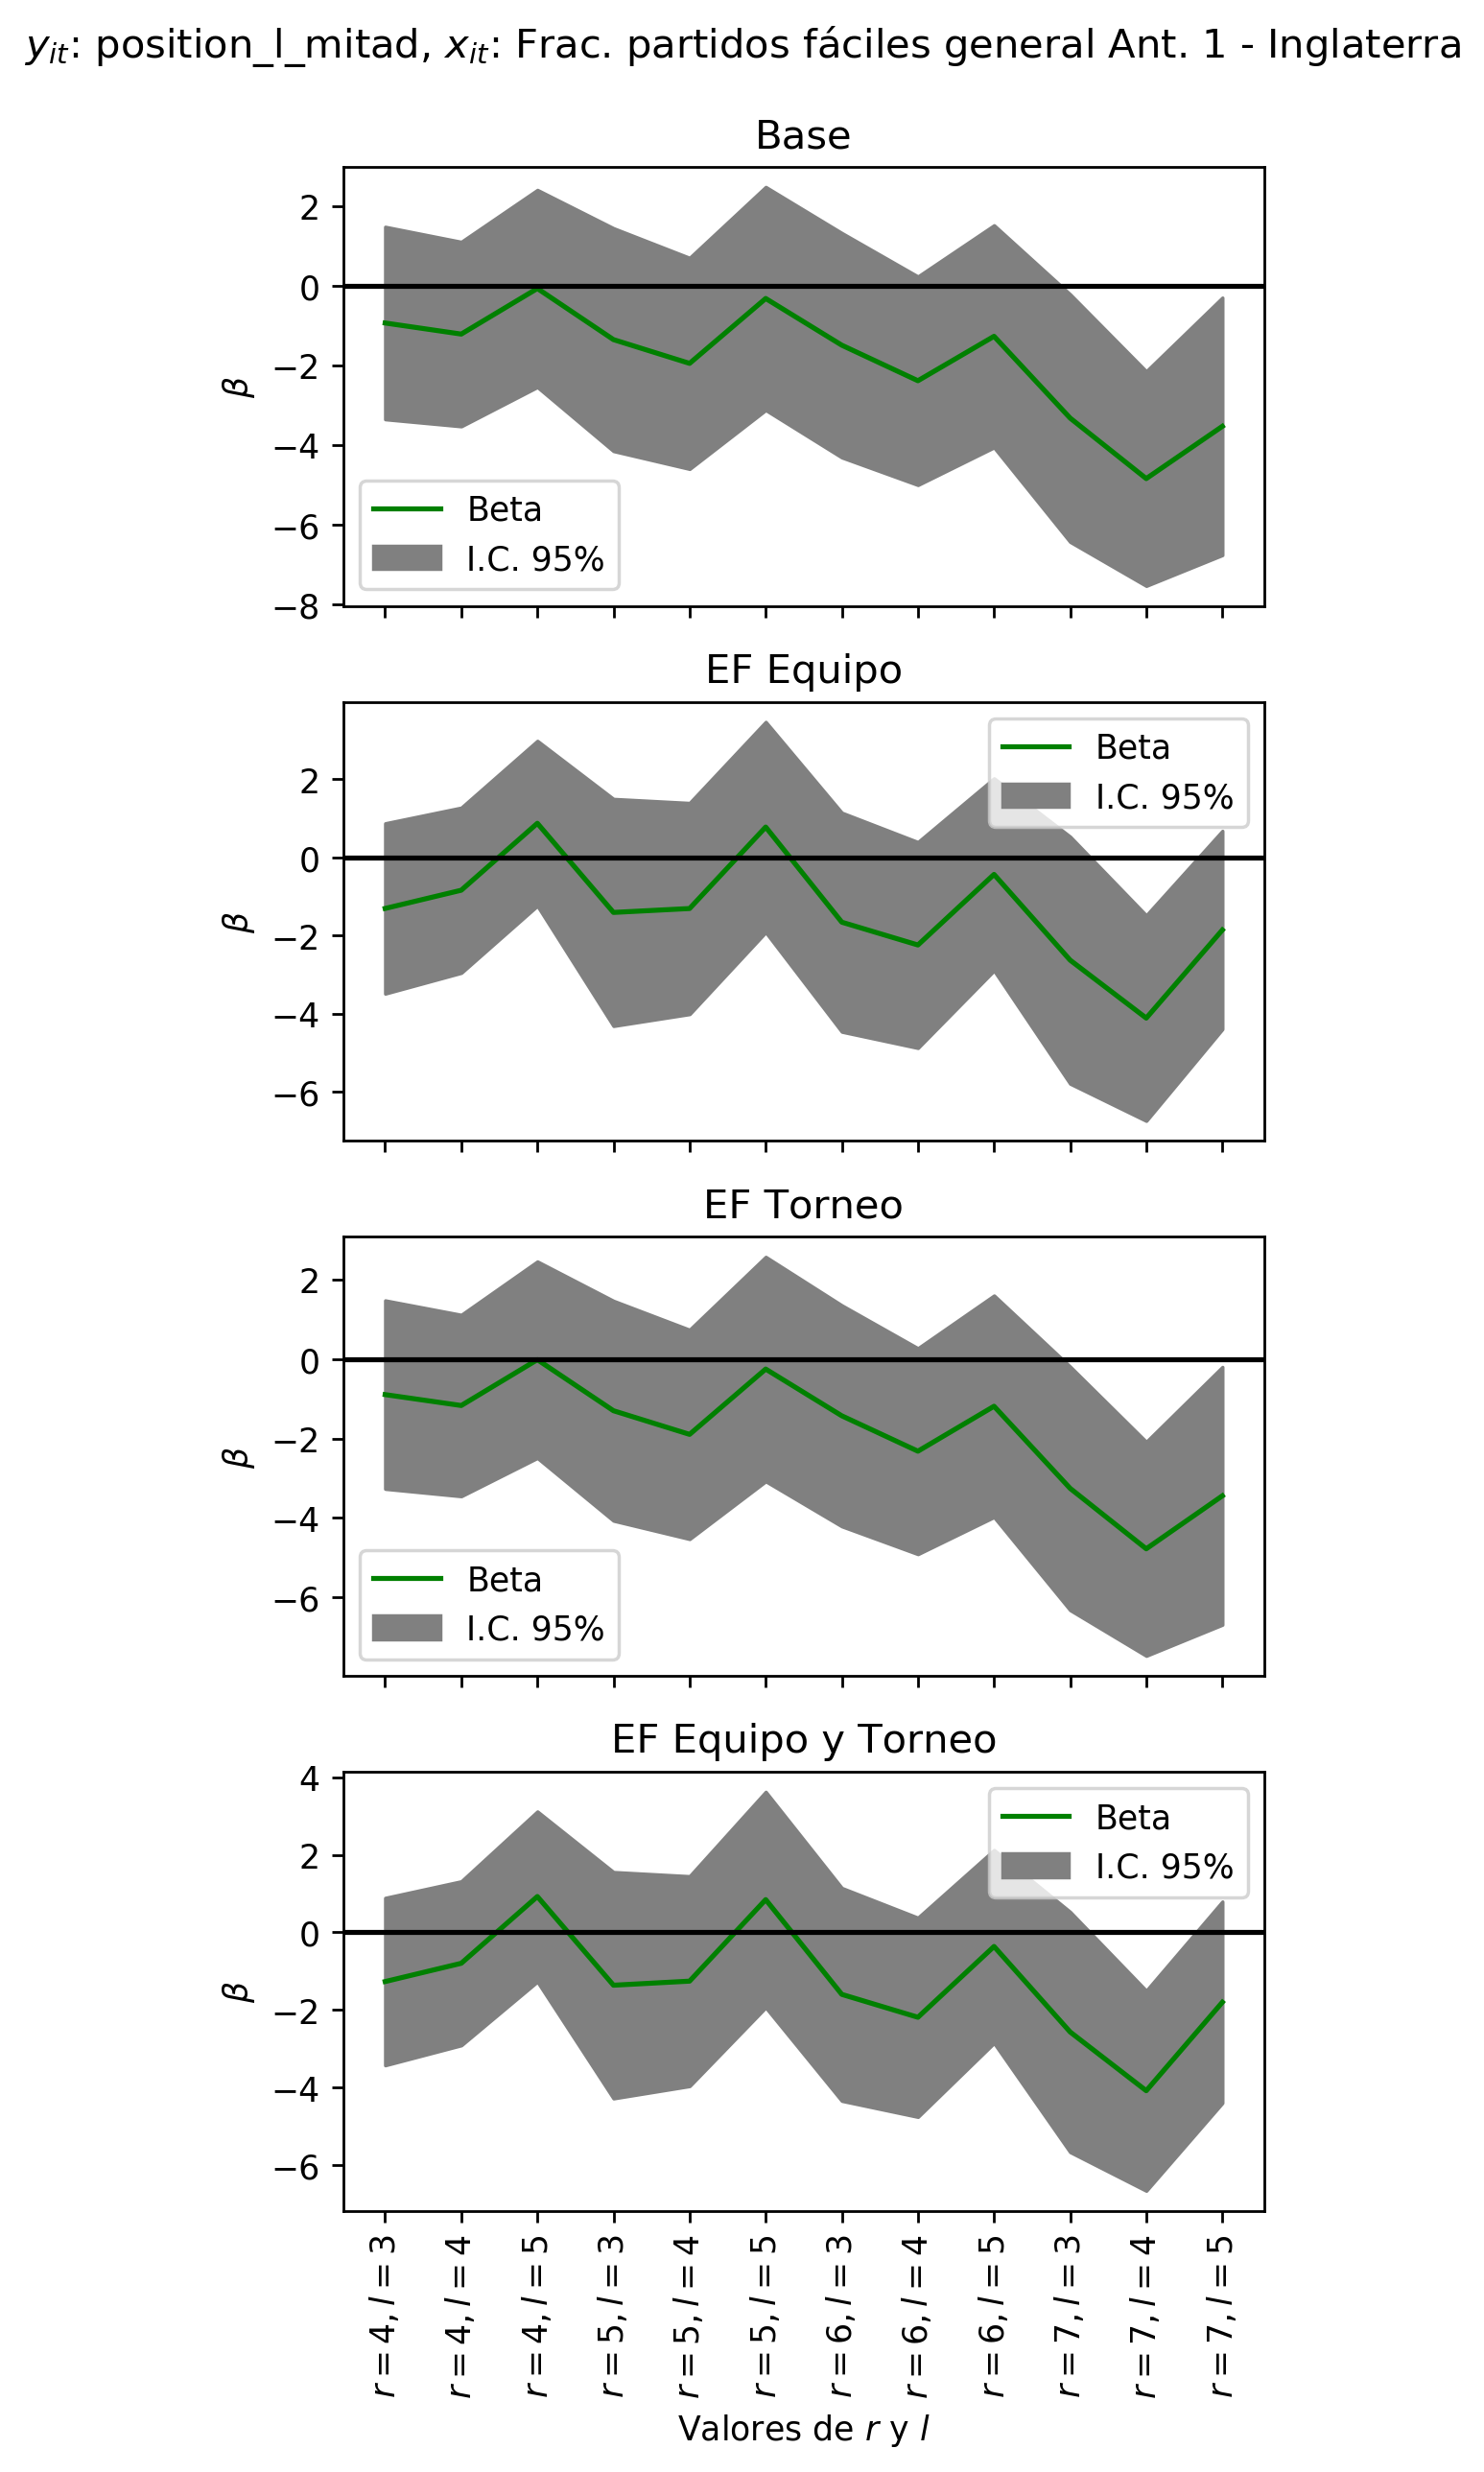 y_it: position_l_mitad, x_it: Frac. partidos fáciles general Ant. 1 - Inglaterra
Base
2
0
−2
−4
−6
−8
β
Beta
I.C. 95%
EF Equipo
2
0
−2
−4
−6
β
Beta
I.C. 95%
EF Torneo
2
0
−2
−4
−6
β
Beta
I.C. 95%
EF Equipo y Torneo
4
2
0
−2
−4
−6
β
Beta
I.C. 95%
r = 4, l = 3
r = 4, l = 4
r = 4, l = 5
r = 5, l = 3
r = 5, l = 4
r = 5, l = 5
r = 6, l = 3
r = 6, l = 4
r = 6, l = 5
r = 7, l = 3
r = 7, l = 4
r = 7, l = 5
Valores de r y l